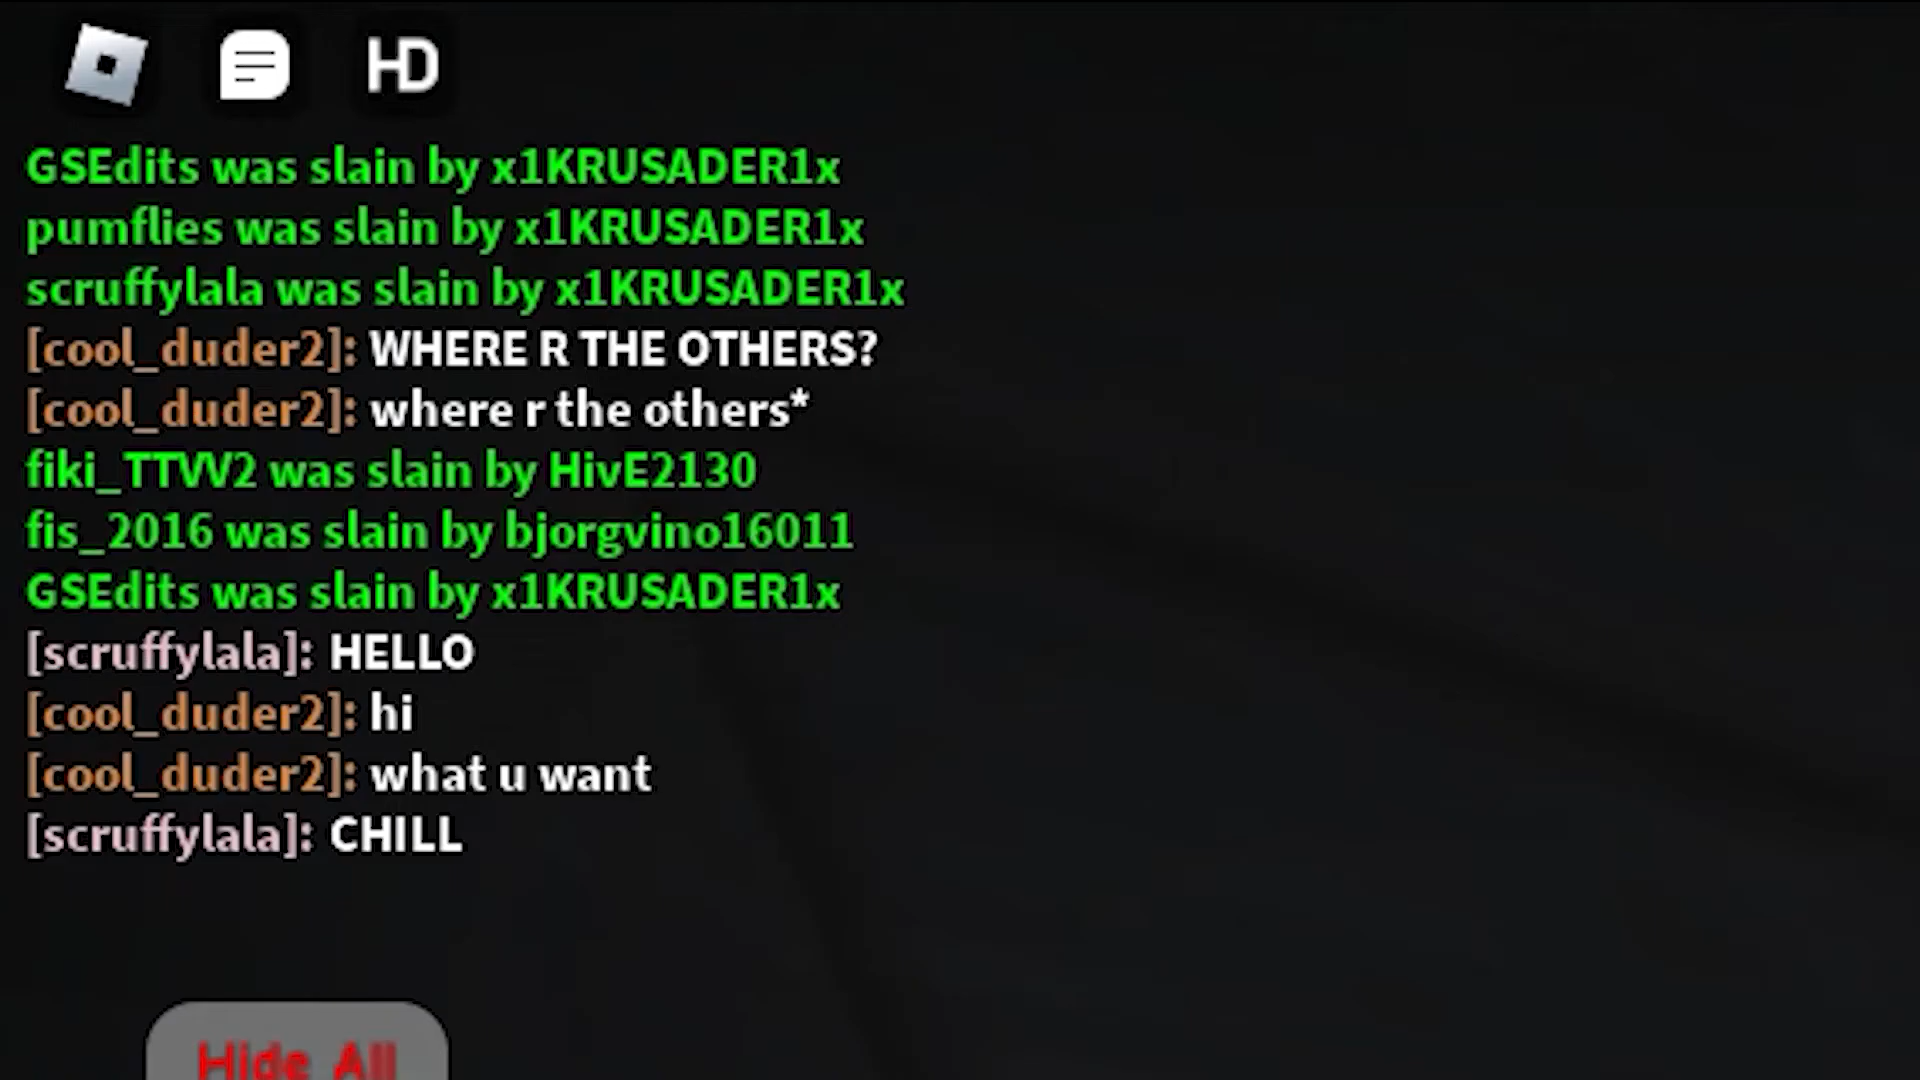 HD
GSEdits was slain by x1KRUSADER1x
pumflies was slain by x1KRUSADER1x
scruffylala was slain by x1KRUSADER1x
[cool_duder2]: WHERE R THE OTHERS?
[cool_duder2]: where r the others*
fiki_TTVV2 was slain by HivE2130
fis_2016 was slain by bjorgvino16011
GSEdits was slain by x1KRUSADER1x
[scruffylala]: HELLO
[cool_duder2]: hi
[cool_duder2]: what u want
[scruffylala]: CHILL
Hide All